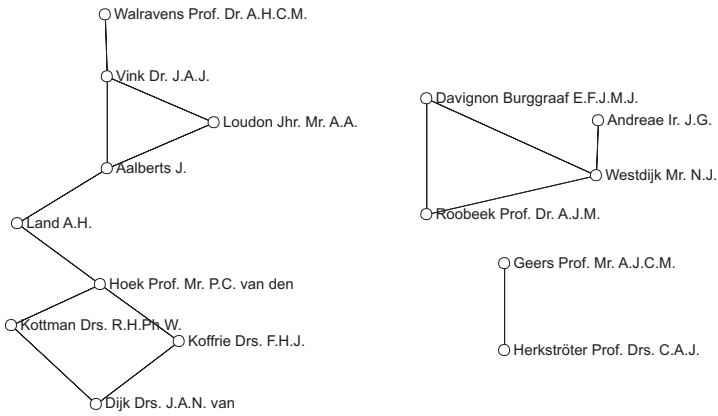 Walravens Prof. Dr. A.H.C.M.
Vink Dr. J.A.J.
Loudon Jhr. Mr. A.A.
Aalberts J.
Land A.H.
Hoek Prof. Mr. P.C. van den
Kottman Drs. R.H.Ph.W.
Koffrie Drs. F.H.J.
Dijk Drs. J.A.N. van
Davignon Burggraaf E.F.J.M.J.
Andreae Ir. J.G.
Westdijk Mr. N.J.
Roobeek Prof. Dr. A.J.M.
Geers Prof. Mr. A.J.C.M.
Herkströter Prof. Drs. C.A.J.